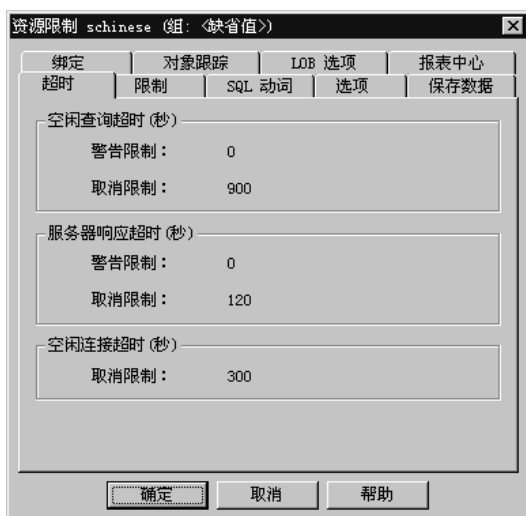 资源限制 schinese (组: <缺省值>)
绑定 对象跟踪 LOB 选项 报表中心
超时 限制 SQL 动词 选项 保存数据
空闲查询超时(秒)
警告限制： 0
取消限制： 900
服务器响应超时(秒)
警告限制： 0
取消限制： 120
空闲连接超时(秒)
取消限制： 300
确定 取消 帮助